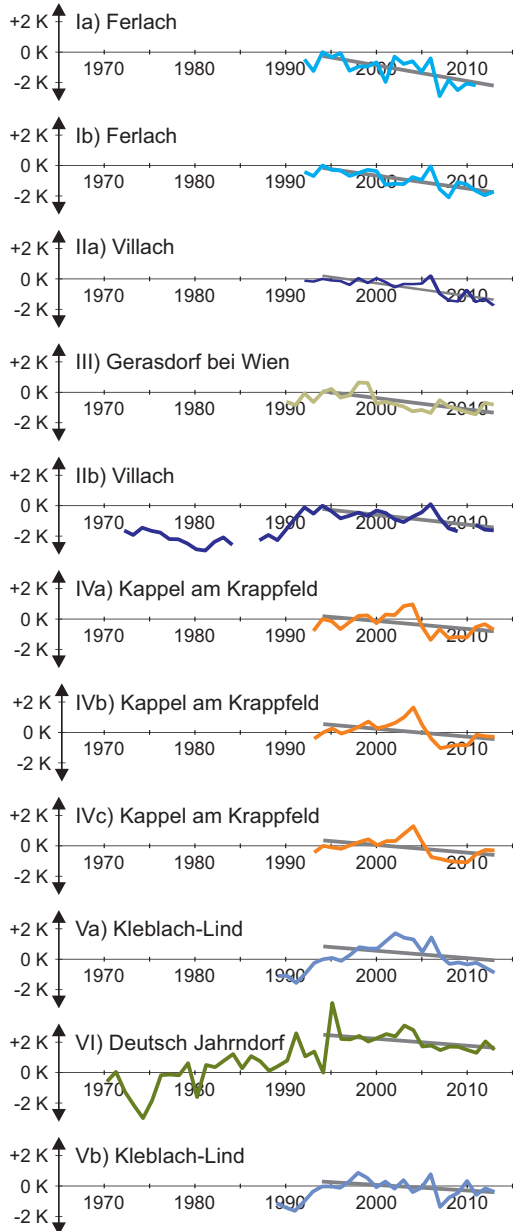 +2 K Ia) Ferlach
0 K
-2 K 1970 1980 1990 2000 2010
+2 K Ib) Ferlach
0 K
-2 K 1970 1980 1990 2000 2010
+2 K IIa) Villach
0 K
-2 K 1970 1980 1990 2000 2010
+2 K III) Gerasdorf bei Wien
0 K
-2 K 1970 1980 1990 2000 2010
+2 K IIb) Villach
0 K
-2 K 1970 1980 1990 2000 2010
+2 K IVa) Kappel am Krappfeld
0 K
-2 K 1970 1980 1990 2000 2010
+2 K IVb) Kappel am Krappfeld
0 K
-2 K 1970 1980 1990 2000 2010
+2 K IVc) Kappel am Krappfeld
0 K
-2 K 1970 1980 1990 2000 2010
+2 K Va) Kleblach-Lind
0 K
-2 K 1970 1980 1990 2000 2010
+2 K VI) Deutsch Jahrndorf
0 K
-2 K 1970 1980 1990 2000 2010
+2 K Vb) Kleblach-Lind
0 K
-2 K 1970 1980 1990 2000 2010